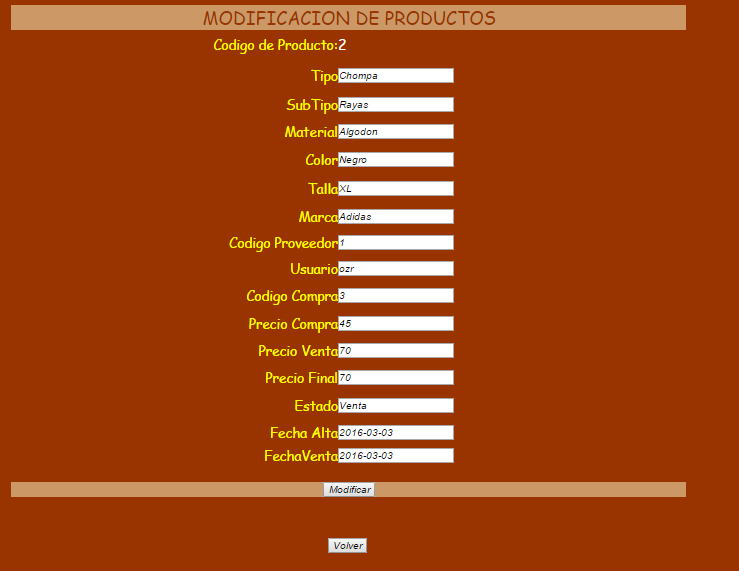 MODIFICACION DE PRODUCTOS
Codigo de Producto:2
Tipo Chompa
SubTipo Rayas
Material Algodon
Color Negro
Talla XL
Marca Adidas
Codigo Proveedor 1
Usuario ozr
Codigo Compra 3
Precio Compra 45
Precio Venta 70
Precio Final 70
Estado Venta
Fecha Alta 2016-03-03
FechaVenta 2016-03-03
Modificar
Volver